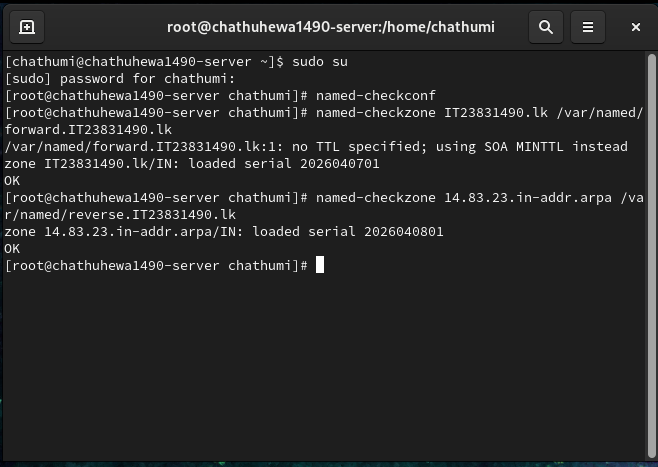 root@chathuhewa1490-server:/home/chathumi
[chathumi@chathuhewa1490-server ~]$ sudo su
[sudo] password for chathumi:
[root@chathuhewa1490-server chathumi]# named-checkconf
[root@chathuhewa1490-server chathumi]# named-checkzone IT23831490.lk /var/named/
forward.IT23831490.lk
/var/named/forward.IT23831490.lk:1: no TTL specified; using SOA MINTTL instead
zone IT23831490.lk/IN: loaded serial 2026040701
OK
[root@chathuhewa1490-server chathumi]# named-checkzone 14.83.23.in-addr.arpa /va
r/named/reverse.IT23831490.lk
zone 14.83.23.in-addr.arpa/IN: loaded serial 2026040801
OK
[root@chathuhewa1490-server chathumi]#